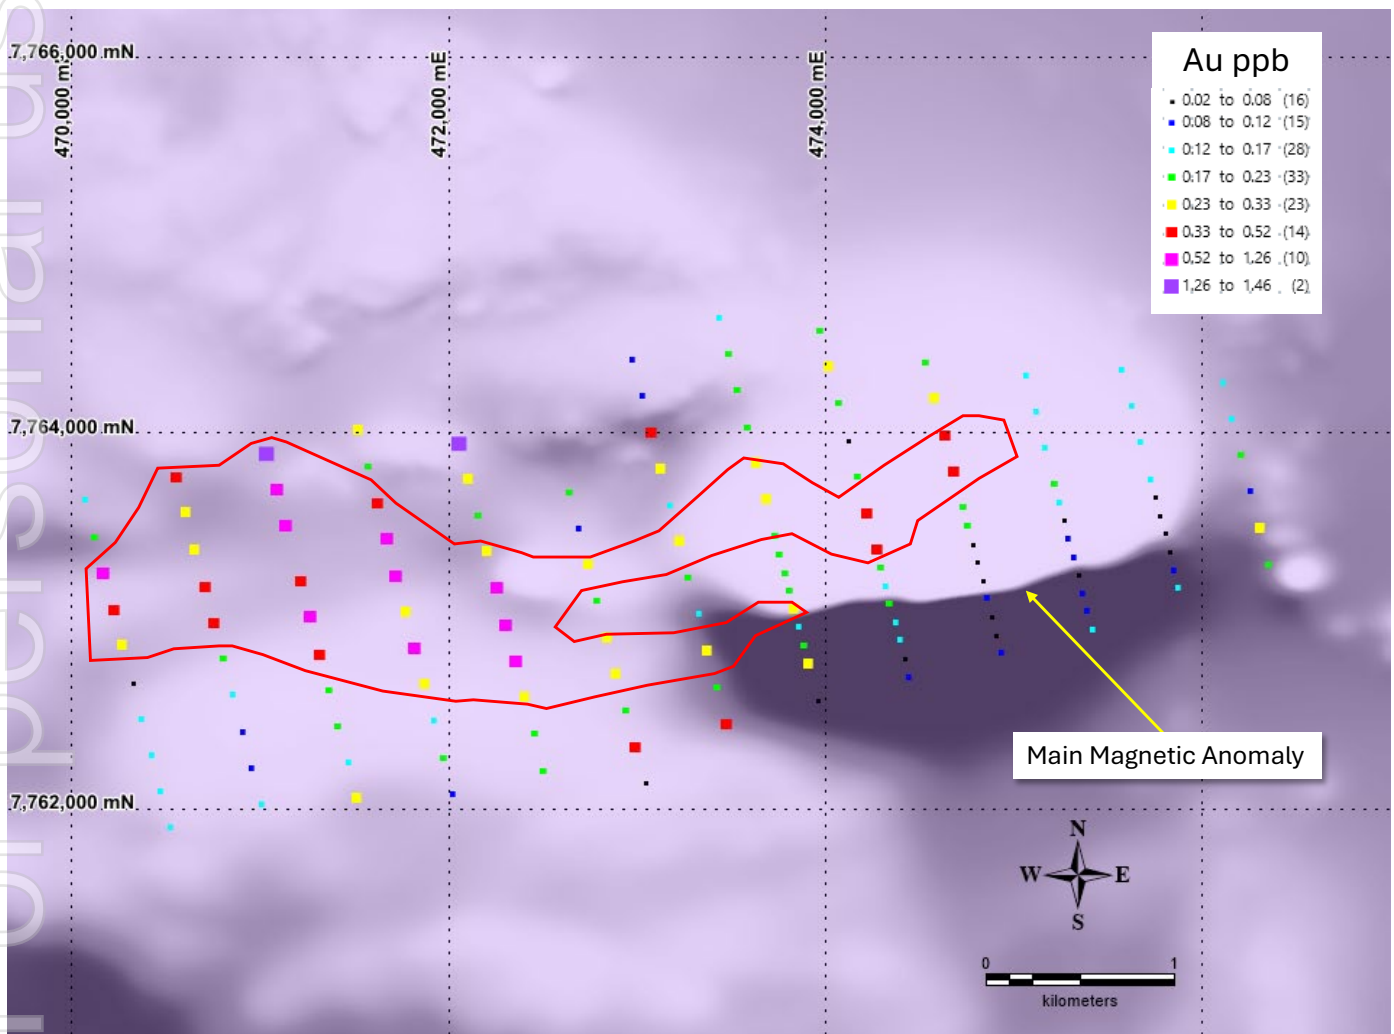 For personal use
7,766,000 mN
470,000 mE
472,000 mE
474,000 mE
Au ppb
0.02 to 0.08 (16)
0.08 to 0.12 (15)
0.12 to 0.17 (28)
0.17 to 0.23 (33)
0.23 to 0.33 (23)
0.33 to 0.52 (14)
0.52 to 1.26 (10)
1.26 to 1.46 (2)
7,764,000 mN
Main Magnetic Anomaly
7,762,000 mN
N
W E
S
0 1
kilometers